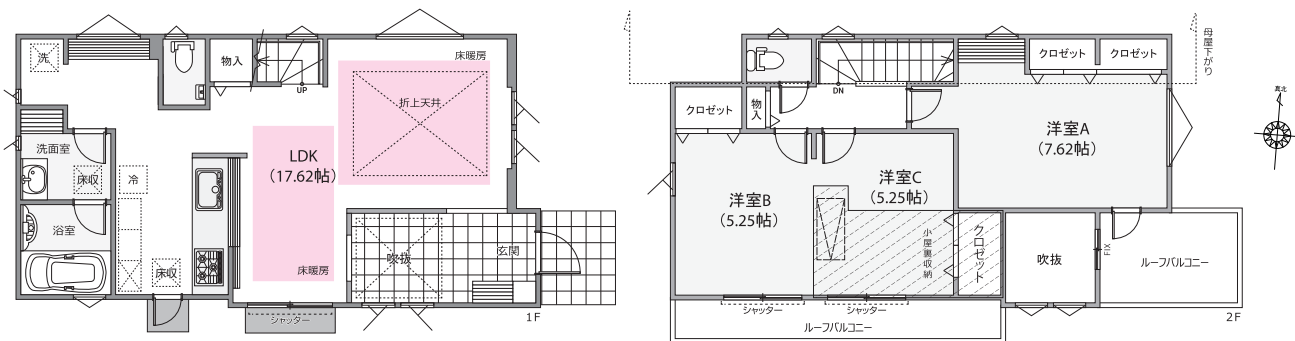 洗
物入
UP
床暖房
折上天井
洗面室
床収
冷
LDK
（17.62帖）
浴室
床収
床暖房
吹抜
玄関
シャッター
1F
母屋下がり
クロゼット
クロゼット
クロゼット
物入
DN
洋室A
（7.62帖）
洋室B
（5.25帖）
洋室C
（5.25帖）
小屋裏収納
クロゼット
吹抜
FIX
ルーフバルコニー
シャッター
シャッター
ルーフバルコニー
2F
真北